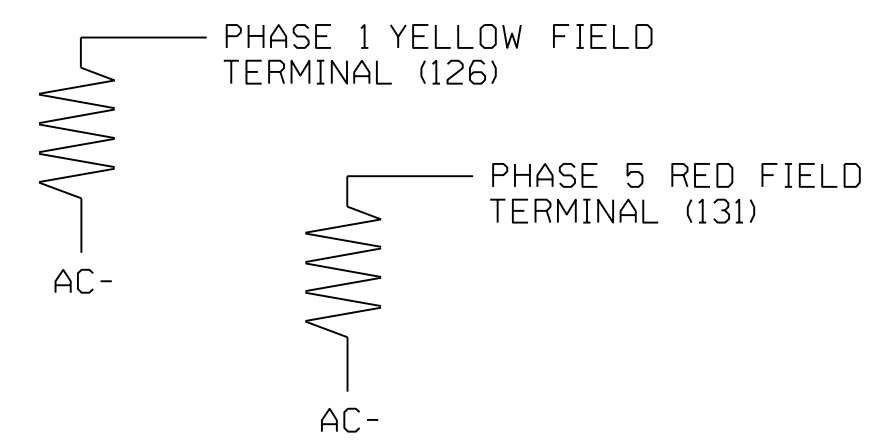 PHASE 1 YELLOW FIELD
TERMINAL (126)
AC-
PHASE 5 RED FIELD
TERMINAL (131)
AC-